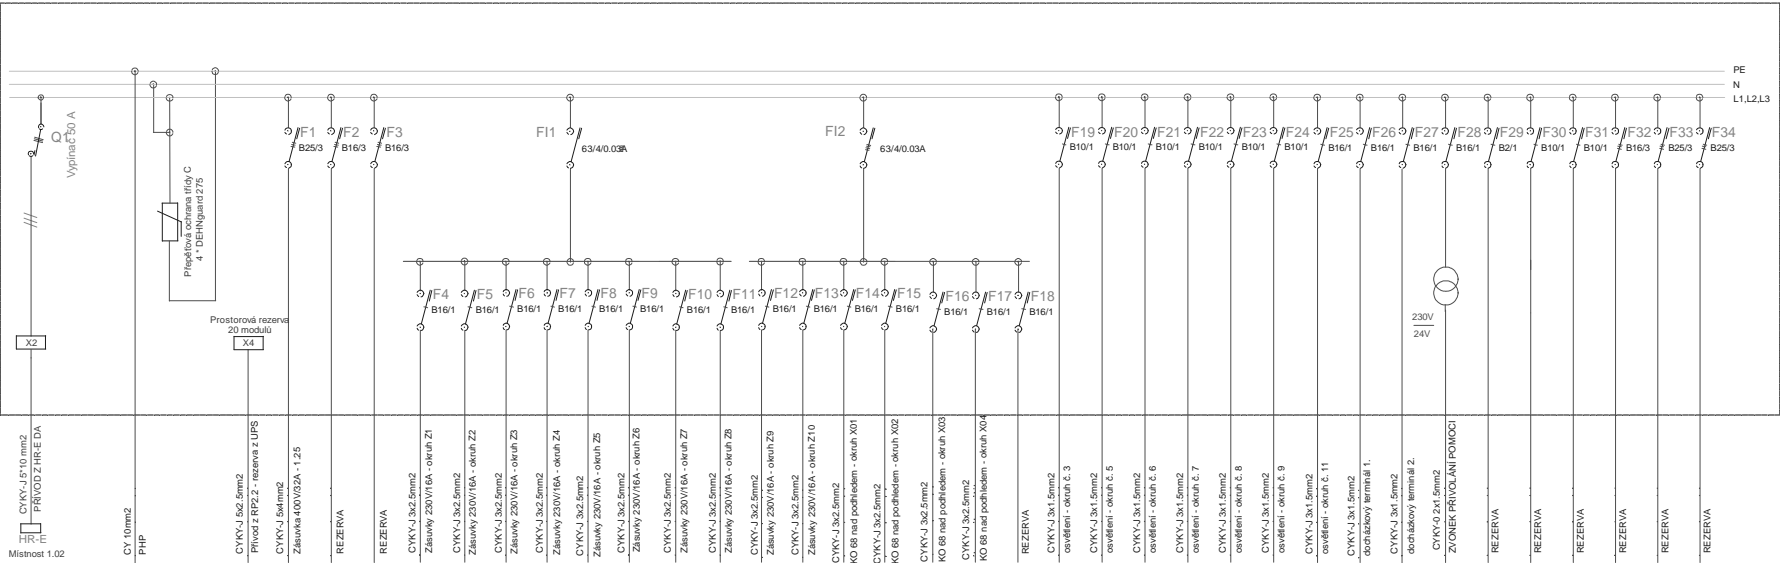 PE
N
L1,L2,L3
Q1
Vypínač 50 A
Přepěťová ochrana třídy C
4 * DEHNguard 275
F1
B25/3
F2
B16/3
F3
B16/3
FI1
63/4/0.03A
FI2
63/4/0.03A
F19
B10/1
F20
B10/1
F21
B10/1
F22
B10/1
F23
B10/1
F24
B10/1
F25
B16/1
F26
B16/1
F27
B16/1
F28
B16/1
F29
B2/1
F30
B10/1
F31
B10/1
F32
B16/3
F33
B25/3
F34
B25/3
F4
B16/1
F5
B16/1
F6
B16/1
F7
B16/1
F8
B16/1
F9
B16/1
F10
B16/1
F11
B16/1
F12
B16/1
F13
B16/1
F14
B16/1
F15
B16/1
F16
B16/1
F17
B16/1
F18
B16/1
230V
24V
Prostorová rezerva
20 modulů
X2
X4
CYKY-J 5*10 mm2
PŘÍVOD Z HR-E DA
HR-E
Místnost 1.02
CY 10mm2
PHP
CYKY-J 5x2.5mm2
Přívod z RP2.2 - rezerva z UPS
CYKY-J 5x4mm2
Zásuvka 400V/32A - 1.25
REZERVA
REZERVA
CYKY-J 3x2.5mm2
Zásuvky 230V/16A - okruh Z1
CYKY-J 3x2.5mm2
Zásuvky 230V/16A - okruh Z2
CYKY-J 3x2.5mm2
Zásuvky 230V/16A - okruh Z3
CYKY-J 3x2.5mm2
Zásuvky 230V/16A - okruh Z4
CYKY-J 3x2.5mm2
Zásuvky 230V/16A - okruh Z5
CYKY-J 3x2.5mm2
Zásuvky 230V/16A - okruh Z6
CYKY-J 3x2.5mm2
Zásuvky 230V/16A - okruh Z7
CYKY-J 3x2.5mm2
Zásuvky 230V/16A - okruh Z8
CYKY-J 3x2.5mm2
Zásuvky 230V/16A - okruh Z9
CYKY-J 3x2.5mm2
Zásuvky 230V/16A - okruh Z10
CYKY-J 3x2.5mm2
KO 68 nad podhledem - okruh X01
CYKY-J 3x2.5mm2
KO 68 nad podhledem - okruh X02
CYKY-J 3x2.5mm2
KO 68 nad podhledem - okruh X03
CYKY-J 3x2.5mm2
KO 68 nad podhledem - okruh X04
REZERVA
CYKY-J 3x1.5mm2
osvětlení - okruh č. 3
CYKY-J 3x1.5mm2
osvětlení - okruh č. 5
CYKY-J 3x1.5mm2
osvětlení - okruh č. 6
CYKY-J 3x1.5mm2
osvětlení - okruh č. 7
CYKY-J 3x1.5mm2
osvětlení - okruh č. 8
CYKY-J 3x1.5mm2
osvětlení - okruh č. 9
CYKY-J 3x1.5mm2
osvětlení - okruh č. 11
CYKY-J 3x1.5mm2
docházkový terminál 1.
CYKY-J 3x1.5mm2
docházkový terminál 2.
CYKY-0 2x1.5mm2
ZVONEK PŘIVOLÁNÍ POMOCI
REZERVA
REZERVA
REZERVA
REZERVA
REZERVA
REZERVA